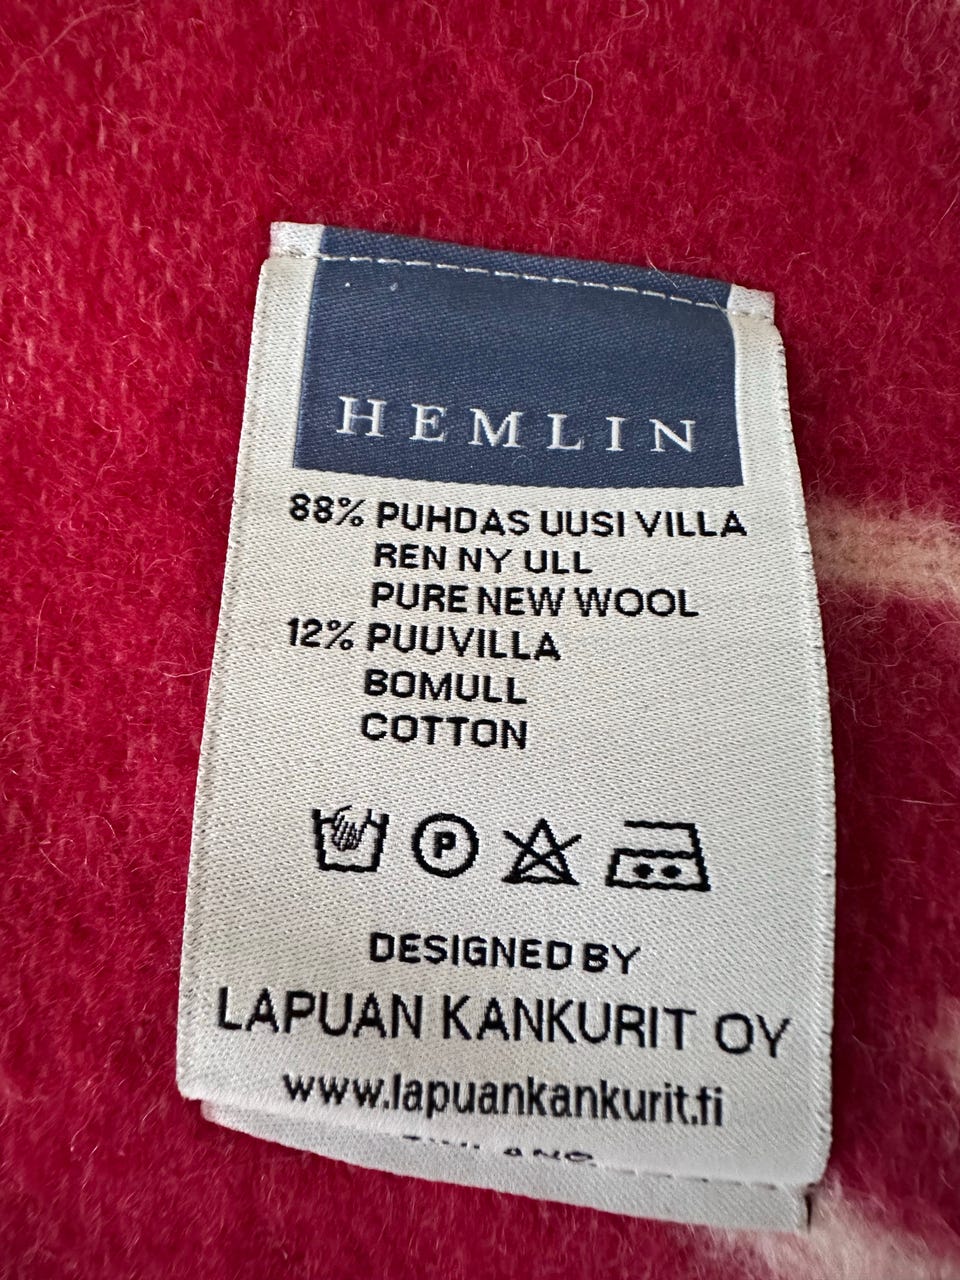 HEMLIN
88% PUHDAS UUSI VILLA
REN NY ULL
PURE NEW WOOL
12% PUUVILLA
BOMULL
COTTON
P
DESIGNED BY
LAPUAN KANKURIT OY
www.lapuankankurit.fi